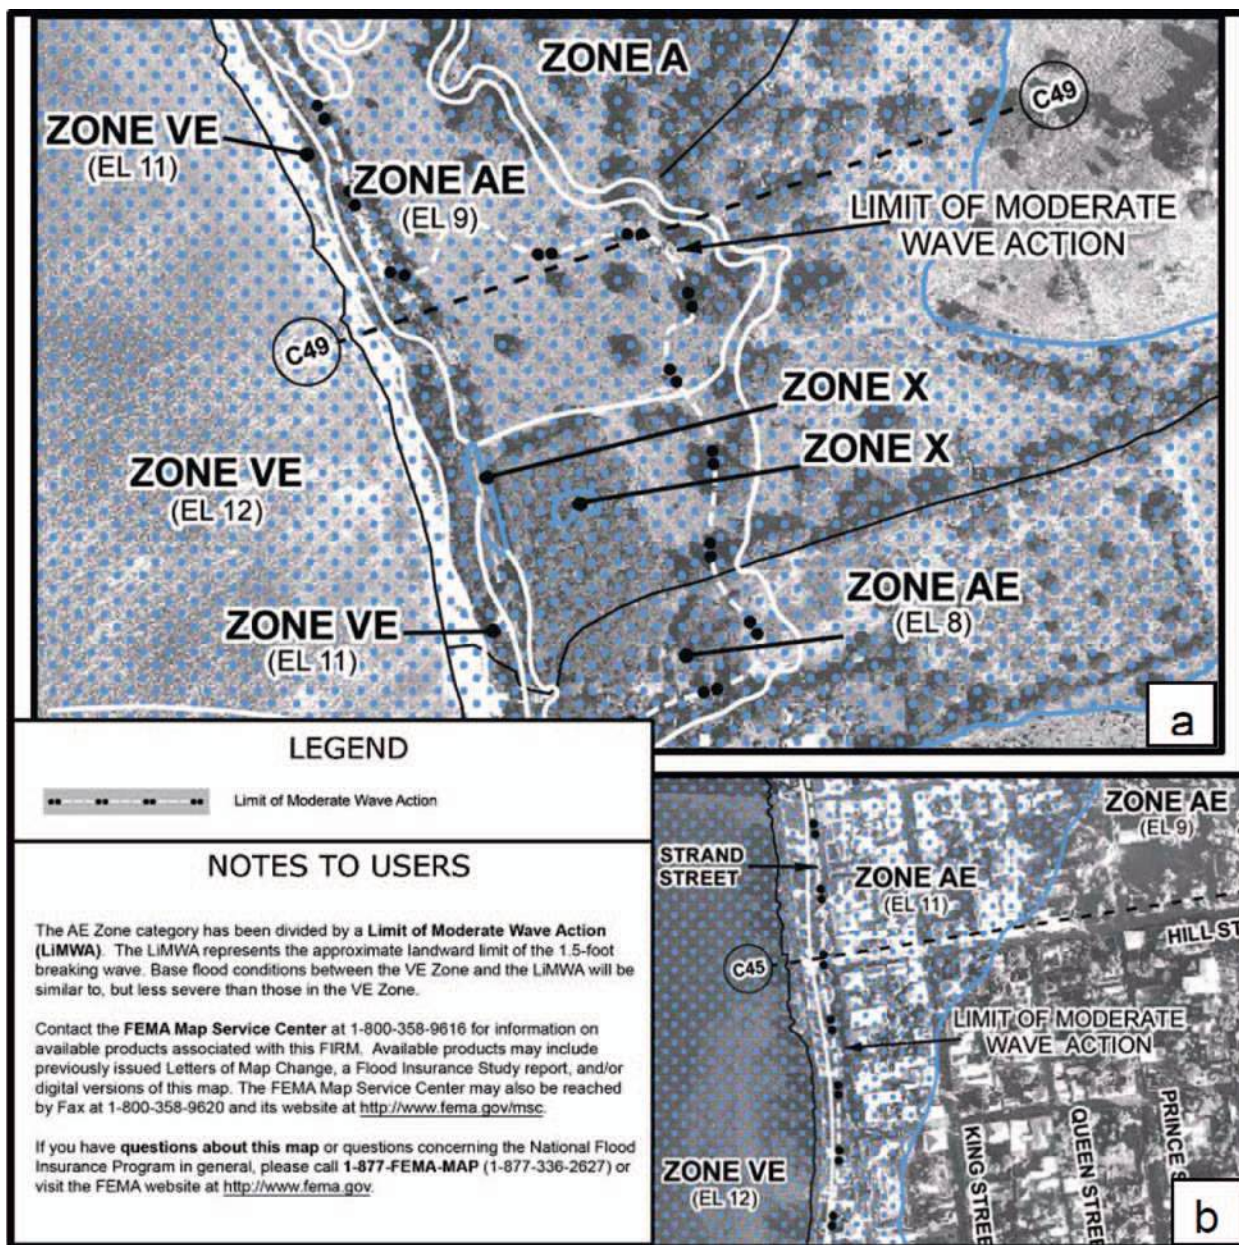 ZONE A
C49
ZONE VE
(EL 11)
ZONE AE
(EL 9)
LIMIT OF MODERATE
WAVE ACTION
C49
ZONE X
ZONE X
ZONE VE
(EL 12)
ZONE AE
(EL 8)
ZONE VE
(EL 11)
a
LEGEND
Limit of Moderate Wave Action
NOTES TO USERS
The AE Zone category has been divided by a Limit of Moderate Wave Action
(LiMWA). The LiMWA represents the approximate landward limit of the 1.5-foot
breaking wave. Base flood conditions between the VE Zone and the LiMWA will be
similar to, but less severe than those in the VE Zone.
Contact the FEMA Map Service Center at 1-800-358-9616 for information on
available products associated with this FIRM. Available products may include
previously issued Letters of Map Change, a Flood Insurance Study report, and/or
digital versions of this map. The FEMA Map Service Center may also be reached
by Fax at 1-800-358-9620 and its website at http://www.fema.gov/msc.
If you have questions about this map or questions concerning the National Flood
Insurance Program in general, please call 1-877-FEMA-MAP (1-877-336-2627) or
visit the FEMA website at http://www.fema.gov.
ZONE AE
(EL 9)
STRAND
STREET
ZONE AE
(EL 11)
HILL ST
C45
LIMIT OF MODERATE
WAVE ACTION
ZONE VE
(EL 12)
KING STREE
QUEEN STREET
PRINCE S
b